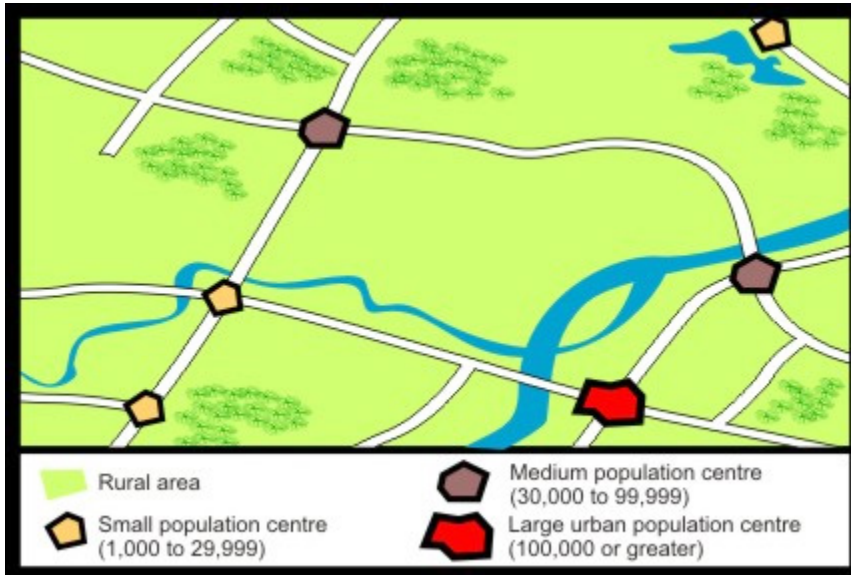 Rural area
Small population centre
(1,000 to 29,999)
Medium population centre
(30,000 to 99,999)
Large urban population centre
(100,000 or greater)